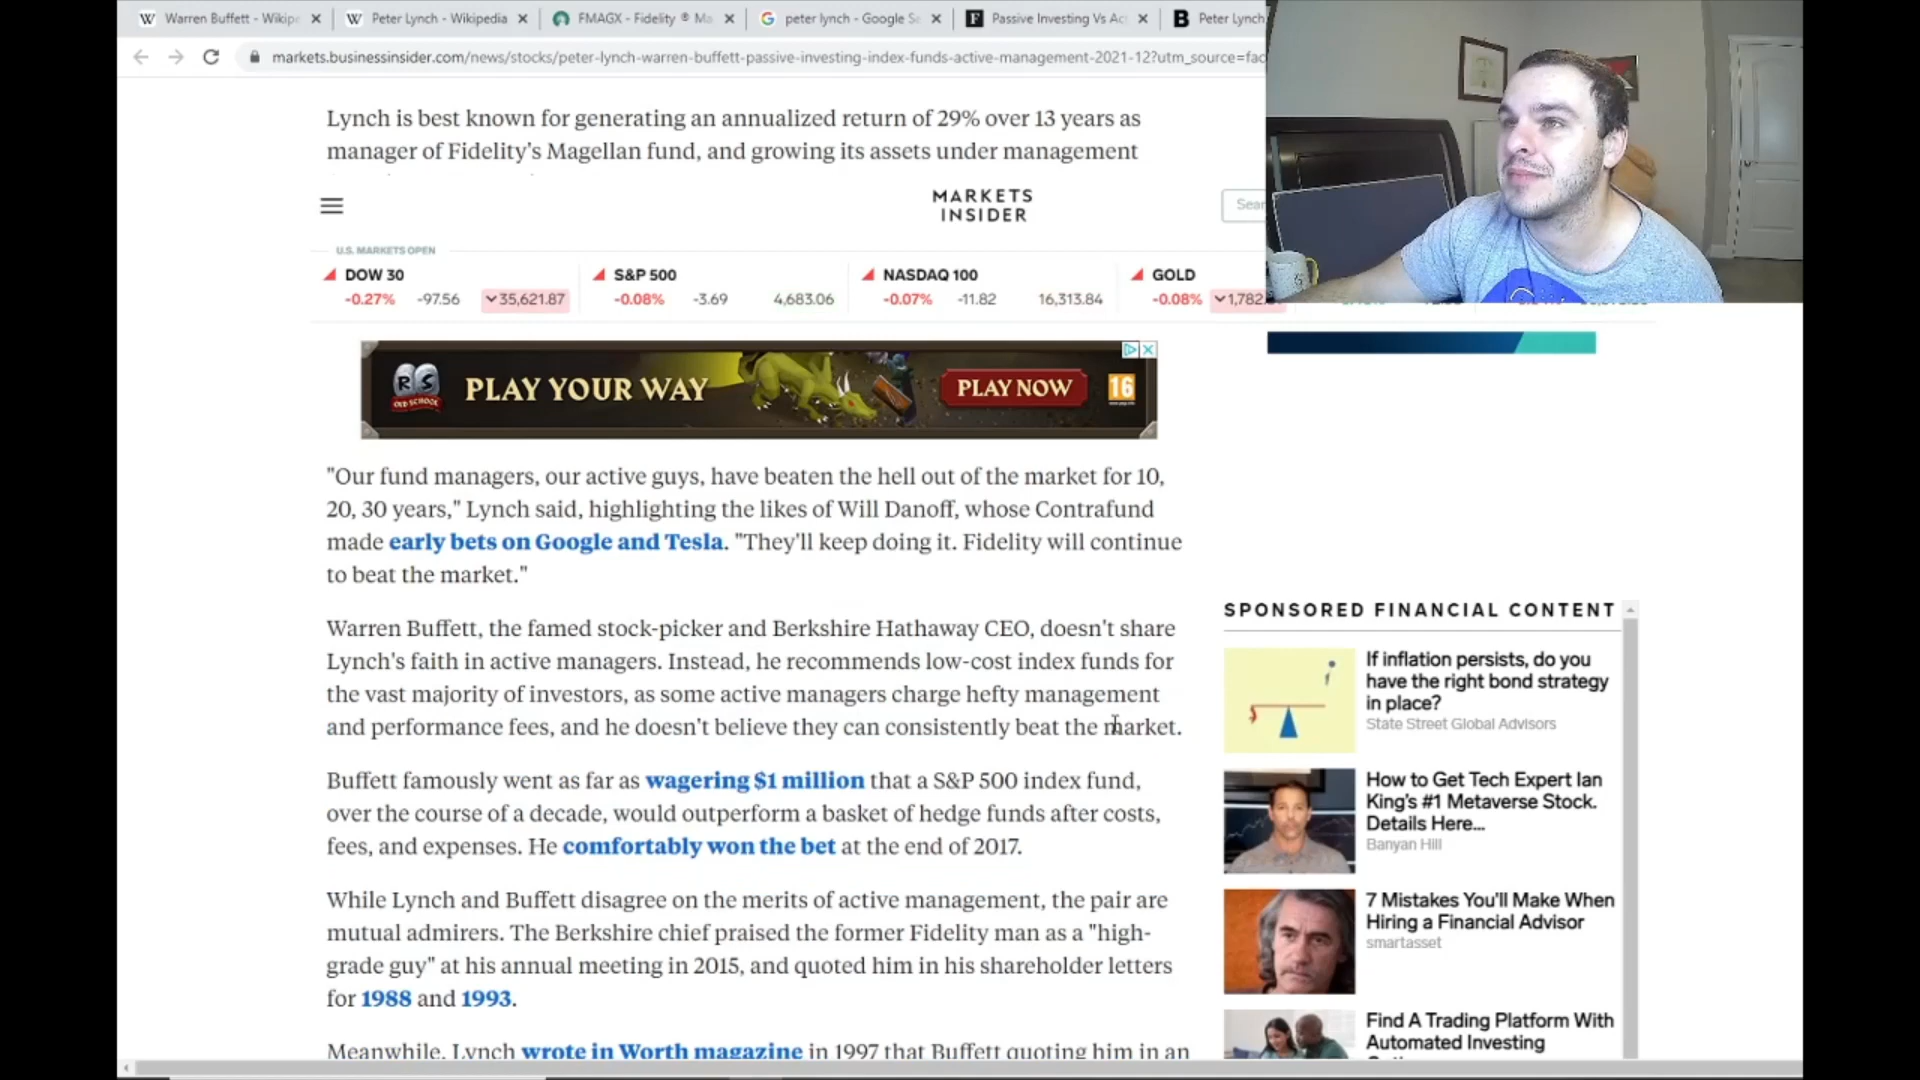 Warren Buffett - Wikip
Peter Lynch - Wikipedia
FMAGX - Fidelity ® Ma
peter lynch - Google Se
Passive Investing Vs Ac
Peter Lynch
markets.businessinsider.com/news/stocks/peter-lynch-warren-buffett-passive-investing-index-funds-active-management-2021-12?utm_source=fac
Lynch is best known for generating an annualized return of 29% over 13 years as
manager of Fidelity's Magellan fund, and growing its assets under management
MARKETS
INSIDER
Sear
U.S. MARKETS OPEN
DOW 30
-0.27% -97.56 35,621.87
S&P 500
-0.08% -3.69 4,683.06
NASDAQ 100
-0.07% -11.82 16,313.84
GOLD
-0.08% 1,782
RS
OLD SCHOOL
PLAY YOUR WAY
PLAY NOW
16
"Our fund managers, our active guys, have beaten the hell out of the market for 10,
20, 30 years," Lynch said, highlighting the likes of Will Danoff, whose Contrafund
made early bets on Google and Tesla. "They'll keep doing it. Fidelity will continue
to beat the market."
Warren Buffett, the famed stock-picker and Berkshire Hathaway CEO, doesn't share
Lynch's faith in active managers. Instead, he recommends low-cost index funds for
the vast majority of investors, as some active managers charge hefty management
and performance fees, and he doesn't believe they can consistently beat the market.
Buffett famously went as far as wagering $1 million that a S&P 500 index fund,
over the course of a decade, would outperform a basket of hedge funds after costs,
fees, and expenses. He comfortably won the bet at the end of 2017.
While Lynch and Buffett disagree on the merits of active management, the pair are
mutual admirers. The Berkshire chief praised the former Fidelity man as a "high-
grade guy" at his annual meeting in 2015, and quoted him in his shareholder letters
for 1988 and 1993.
Meanwhile, Lynch wrote in Worth magazine in 1997 that Buffett quoting him in an
SPONSORED FINANCIAL CONTENT
If inflation persists, do you
have the right bond strategy
in place?
State Street Global Advisors
How to Get Tech Expert Ian
King's #1 Metaverse Stock.
Details Here...
Banyan Hill
7 Mistakes You'll Make When
Hiring a Financial Advisor
smartasset
Find A Trading Platform With
Automated Investing